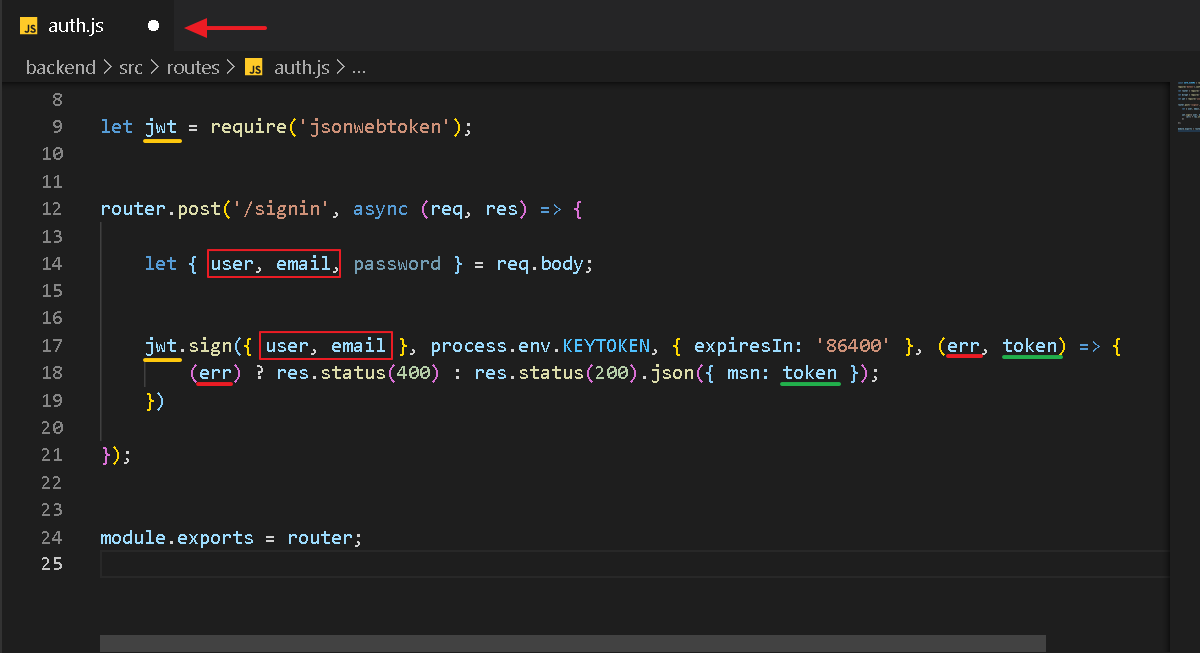 JS auth.js
backend > src > routes > JS auth.js > ...
8
9 let jwt = require('jsonwebtoken');
10
11
12 router.post('/signin', async (req, res) => {
13
14 let { user, email, password } = req.body;
15
16
17 jwt.sign({ user, email }, process.env.KEYTOKEN, { expiresIn: '86400' }, (err, token) => {
18 (err) ? res.status(400) : res.status(200).json({ msn: token });
19 })
20
21 });
22
23
24 module.exports = router;
25